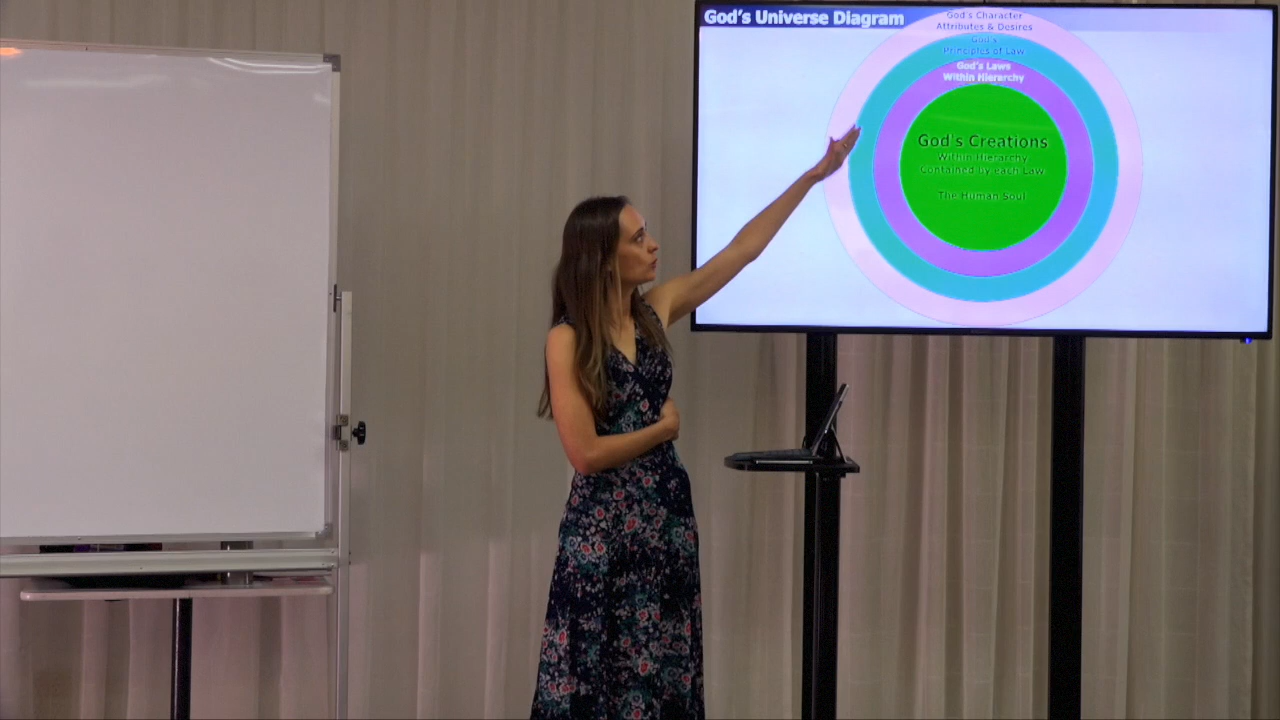 God's Universe Diagram
God's Character
Attributes & Desires
God's
Principles of Law
God's Laws
Within Hierarchy
God's Creations
Within Hierarchy
Contained by each Law
The Human Soul